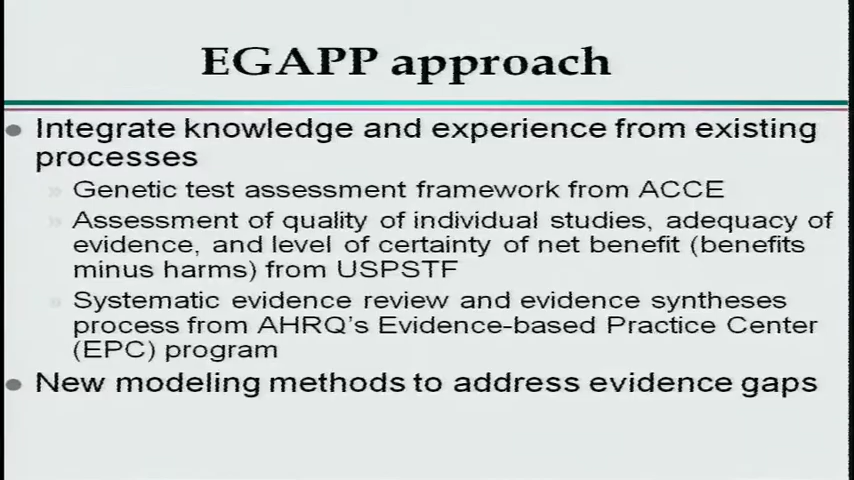 EGAPP approach
Integrate knowledge and experience from existing
processes
Genetic test assessment framework from ACCE
Assessment of quality of individual studies, adequacy of
evidence, and level of certainty of net benefit (benefits
minus harms) from USPSTF
Systematic evidence review and evidence syntheses
process from AHRQ's Evidence-based Practice Center
(EPC) program
New modeling methods to address evidence gaps